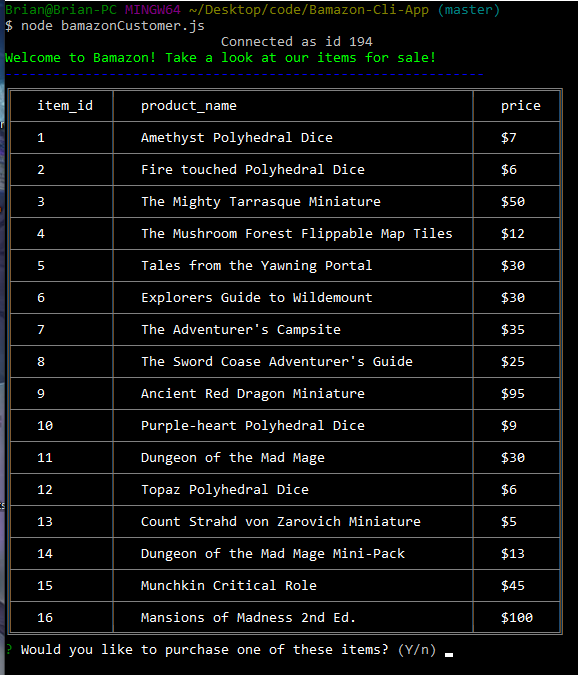 Brian@Brian-PC MINGW64 ~/Desktop/code/Bamazon-Cli-App (master)
$ node bamazonCustomer.js
Connected as id 194
Welcome to Bamazon! Take a look at our items for sale!
item_id product_name price
1 Amethyst Polyhedral Dice $7
2 Fire touched Polyhedral Dice $6
3 The Mighty Tarrasque Miniature $50
4 The Mushroom Forest Flippable Map Tiles $12
5 Tales from the Yawning Portal $30
6 Explorers Guide to Wildemount $30
7 The Adventurer's Campsite $35
8 The Sword Coase Adventurer's Guide $25
9 Ancient Red Dragon Miniature $95
10 Purple-heart Polyhedral Dice $9
11 Dungeon of the Mad Mage $30
12 Topaz Polyhedral Dice $6
13 Count Strahd von Zarovich Miniature $5
14 Dungeon of the Mad Mage Mini-Pack $13
15 Munchkin Critical Role $45
16 Mansions of Madness 2nd Ed. $100
? Would you like to purchase one of these items? (Y/n)